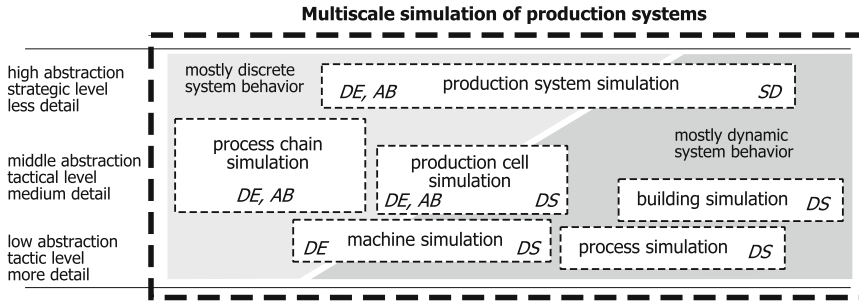 Multiscale simulation of production systems
high abstraction
strategic level
less detail
mostly discrete
system behavior
DE, AB
production system simulation
SD
mostly dynamic
system behavior
middle abstraction
tactical level
medium detail
process chain
simulation
DE, AB
production cell
simulation
DE, AB
DS
building simulation
DS
low abstraction
tactic level
more detail
DE
machine simulation
DS
process simulation
DS